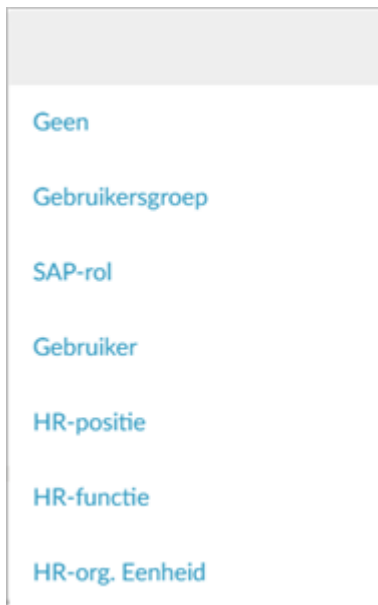 Geen
Gebruikersgroep
SAP-rol
Gebruiker
HR-positie
HR-functie
HR-org. Eenheid